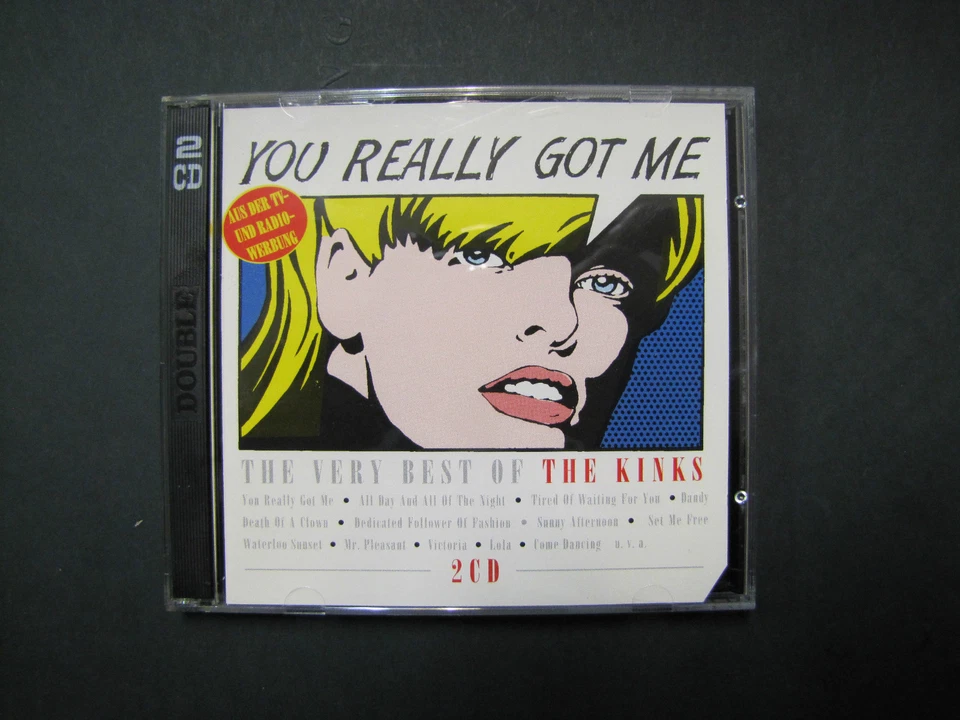 2
CD
DOUBLE
YOU REALLY GOT ME
AUS DER TV-
UND RADIO-
WERBUNG
THE VERY BEST OF THE KINKS
You Really Got Me • All Day And All Of The Night • Tired Of Waiting For You • Dandy
Death Of A Clown • Dedicated Follower Of Fashion • Sunny Afternoon • Set Me Free
Waterloo Sunset • Mr. Pleasant • Victoria • Lola • Come Dancing u. v. a.
2CD